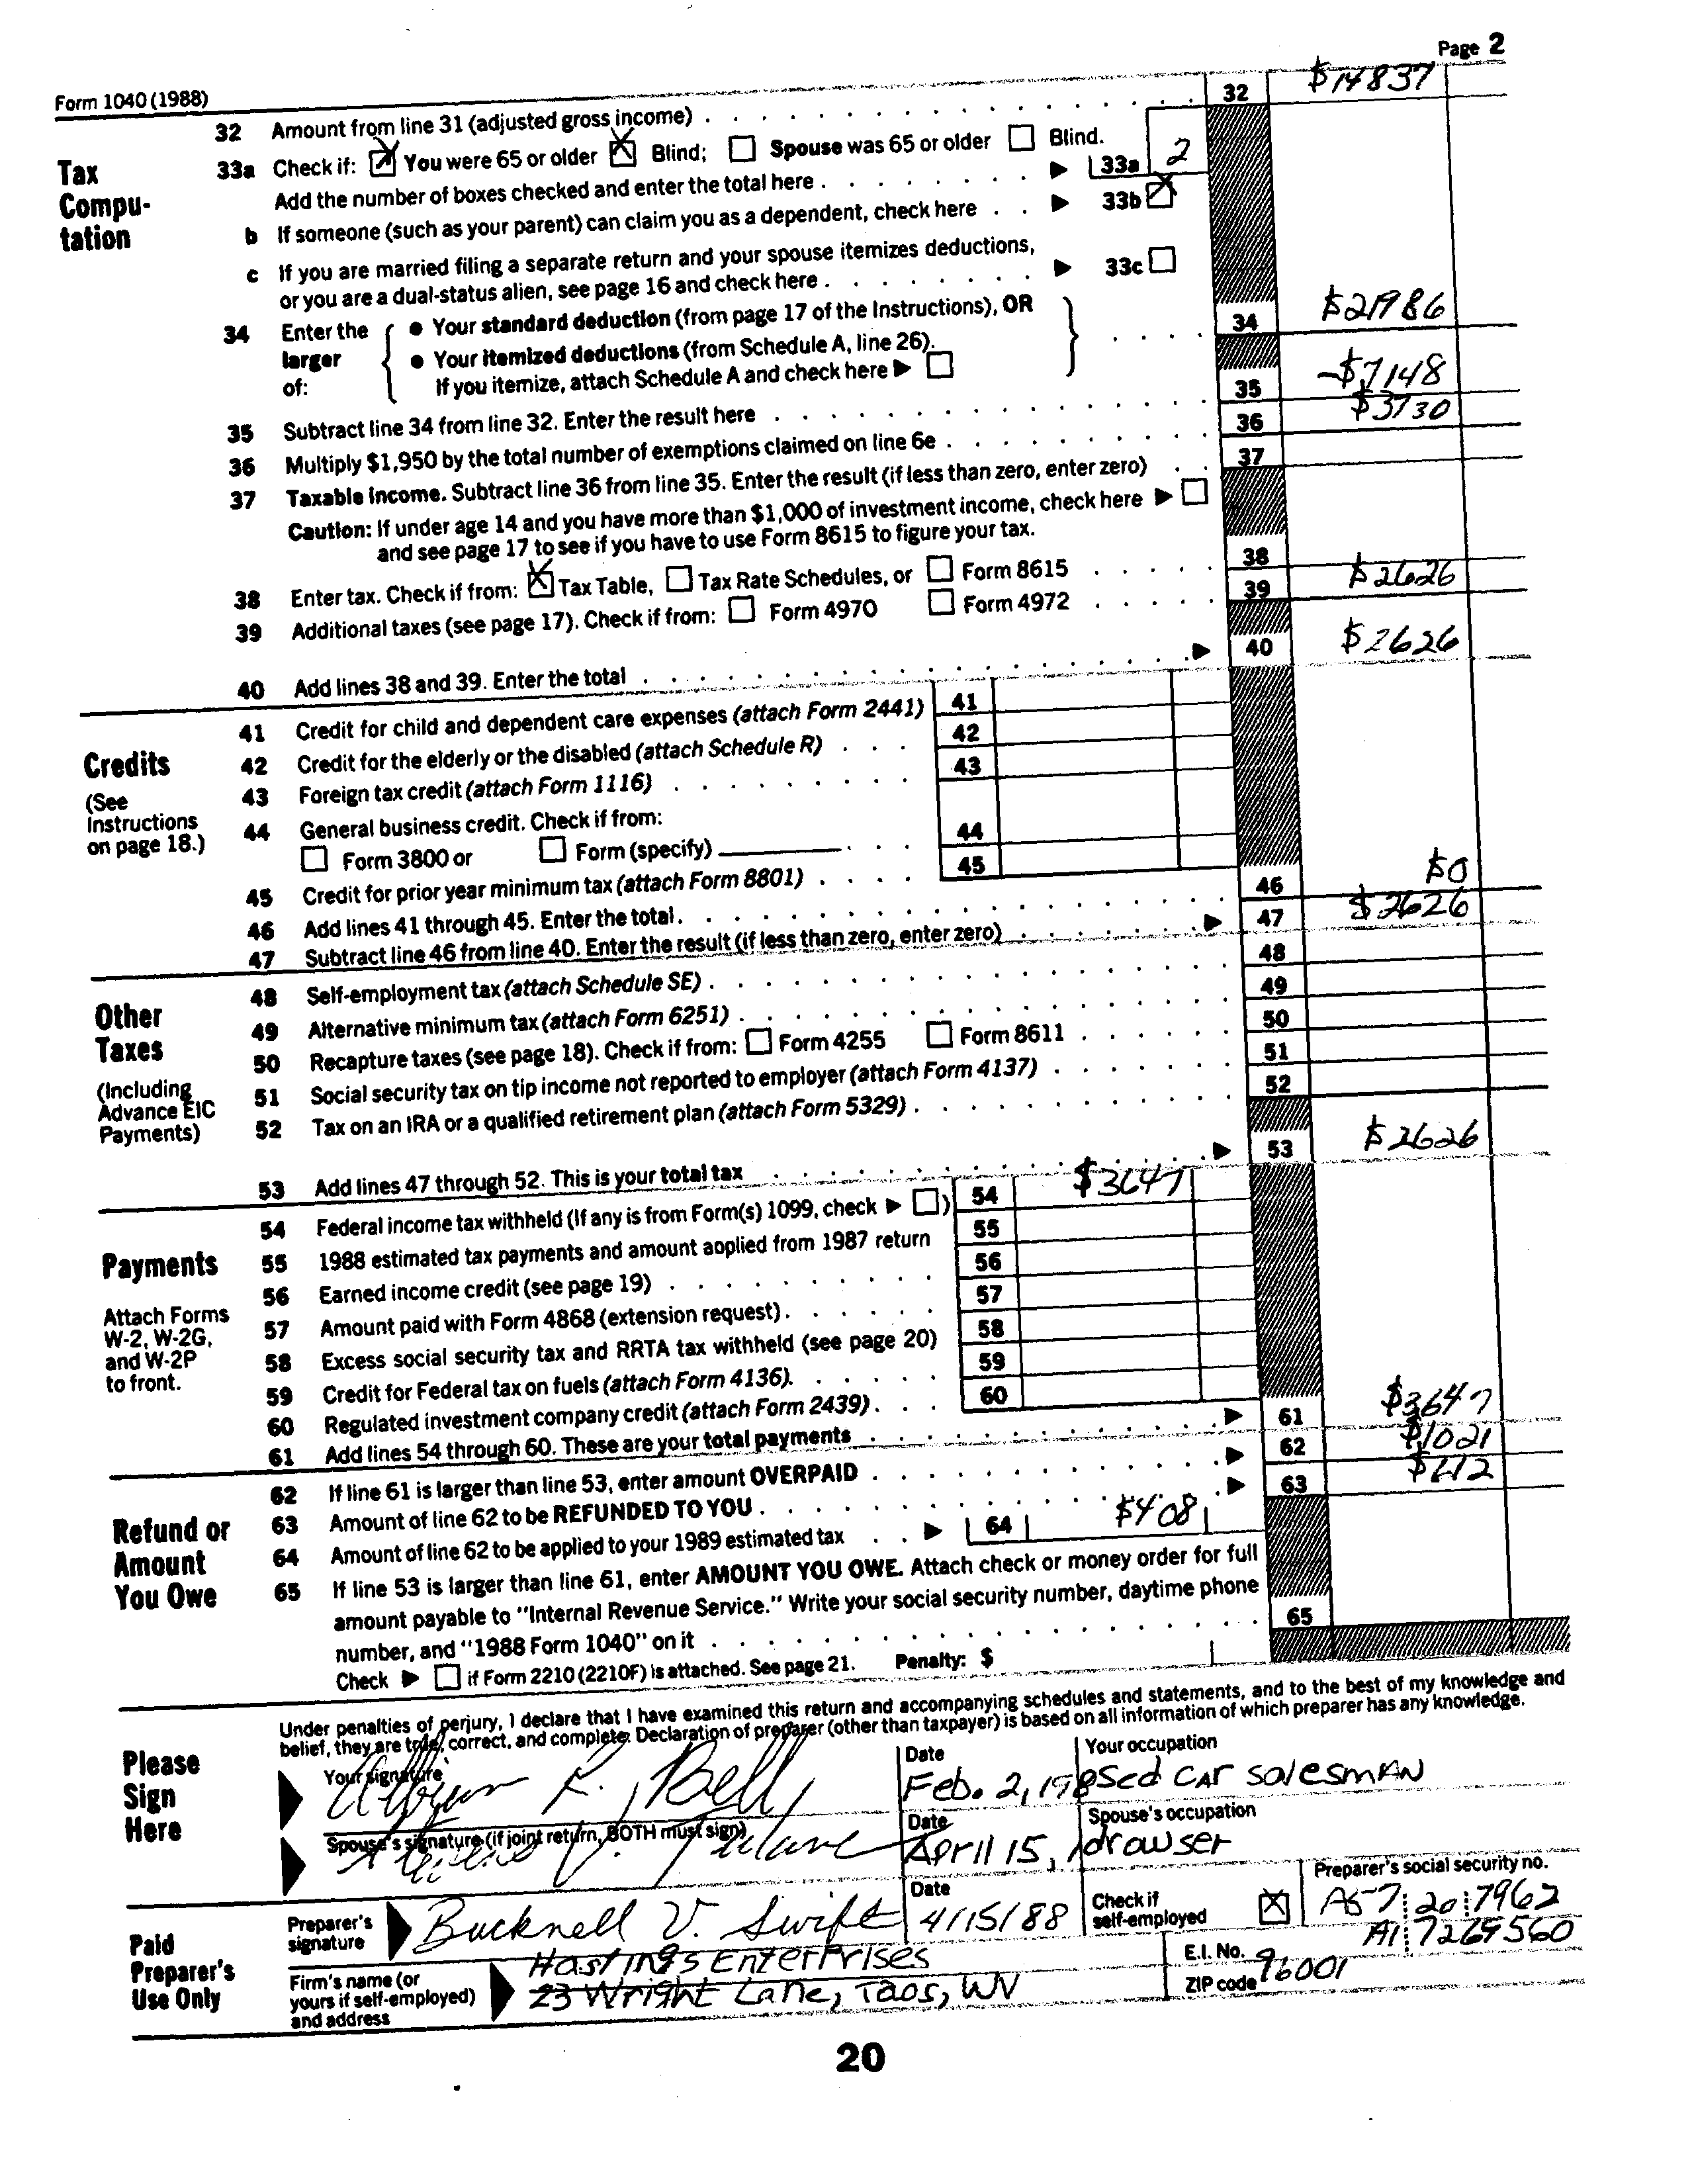 Page 2
Form 1040 (1988)
32 Amount from line 31 (adjusted gross income) 32 $14837
Tax Compu-tation
33a Check if: You were 65 or older Blind; Spouse was 65 or older Blind.
Add the number of boxes checked and enter the total here 33a 2
b If someone (such as your parent) can claim you as a dependent, check here 33b
c If you are married filing a separate return and your spouse itemizes deductions,
or you are a dual-status alien, see page 16 and check here 33c
34 Enter the larger of: Your standard deduction (from page 17 of the Instructions), OR
Your itemized deductions (from Schedule A, line 26). 34 $21986
If you itemize, attach Schedule A and check here
35 Subtract line 34 from line 32. Enter the result here 35 -$7148
36 Multiply $1,950 by the total number of exemptions claimed on line 6e 36 $3730
37 Taxable income. Subtract line 36 from line 35. Enter the result (if less than zero, enter zero) 37
Caution: If under age 14 and you have more than $1,000 of investment income, check here
and see page 17 to see if you have to use Form 8615 to figure your tax.
38 Enter tax. Check if from: Tax Table, Tax Rate Schedules, or Form 8615 38 $2626
39 Additional taxes (see page 17). Check if from: Form 4970 Form 4972 39
40 Add lines 38 and 39. Enter the total 40 $2626
Credits
(See Instructions on page 18.)
41 Credit for child and dependent care expenses (attach Form 2441) 41
42 Credit for the elderly or the disabled (attach Schedule R) 42
43 Foreign tax credit (attach Form 1116) 43
44 General business credit. Check if from:
Form 3800 or Form (specify) 44
45 Credit for prior year minimum tax (attach Form 8801) 45
46 Add lines 41 through 45. Enter the total. 46 $0
47 Subtract line 46 from line 40. Enter the result (if less than zero, enter zero) 47 $2626
Other Taxes
(Including Advance EIC Payments)
48 Self-employment tax (attach Schedule SE) 48
49 Alternative minimum tax (attach Form 6251) 49
50 Recapture taxes (see page 18). Check if from: Form 4255 Form 8611 50
51 Social security tax on tip income not reported to employer (attach Form 4137) 51
52 Tax on an IRA or a qualified retirement plan (attach Form 5329) 52
53 Add lines 47 through 52. This is your total tax 53 $2626
Payments
Attach Forms W-2, W-2G, and W-2P to front.
54 Federal income tax withheld (If any is from Form(s) 1099, check ) 54 $3647
55 1988 estimated tax payments and amount applied from 1987 return 55
56 Earned income credit (see page 19) 56
57 Amount paid with Form 4868 (extension request) 57
58 Excess social security tax and RRTA tax withheld (see page 20) 58
59 Credit for Federal tax on fuels (attach Form 4136). 59
60 Regulated investment company credit (attach Form 2439) 60
61 Add lines 54 through 60. These are your total payments 61 $3647
Refund or Amount You Owe
62 If line 61 is larger than line 53, enter amount OVERPAID 62 $1021
63 Amount of line 62 to be REFUNDED TO YOU 63 $612
64 Amount of line 62 to be applied to your 1989 estimated tax 64 $408
65 If line 53 is larger than line 61, enter AMOUNT YOU OWE. Attach check or money order for full
amount payable to "Internal Revenue Service." Write your social security number, daytime phone
number, and "1988 Form 1040" on it 65
Check if Form 2210 (2210F) is attached. See page 21. Penalty: $
Please Sign Here
Under penalties of perjury, I declare that I have examined this return and accompanying schedules and statements, and to the best of my knowledge and
belief, they are true, correct, and complete. Declaration of preparer (other than taxpayer) is based on all information of which preparer has any knowledge.
Your signature Bell Date Feb. 2, 198 Your occupation used car salesman
Spouse's signature (if joint return, BOTH must sign) Date April 15, Spouse's occupation drowser
Paid Preparer's Use Only
Preparer's signature Bucknell V. Swift Date 4/15/88 Check if self-employed Preparer's social security no. A57 20 7962
Firm's name (or yours if self-employed) and address Hastings Enterprises E.I. No. A1 7269560
23 Wright Lane, Taos, WV ZIP code 96001
20